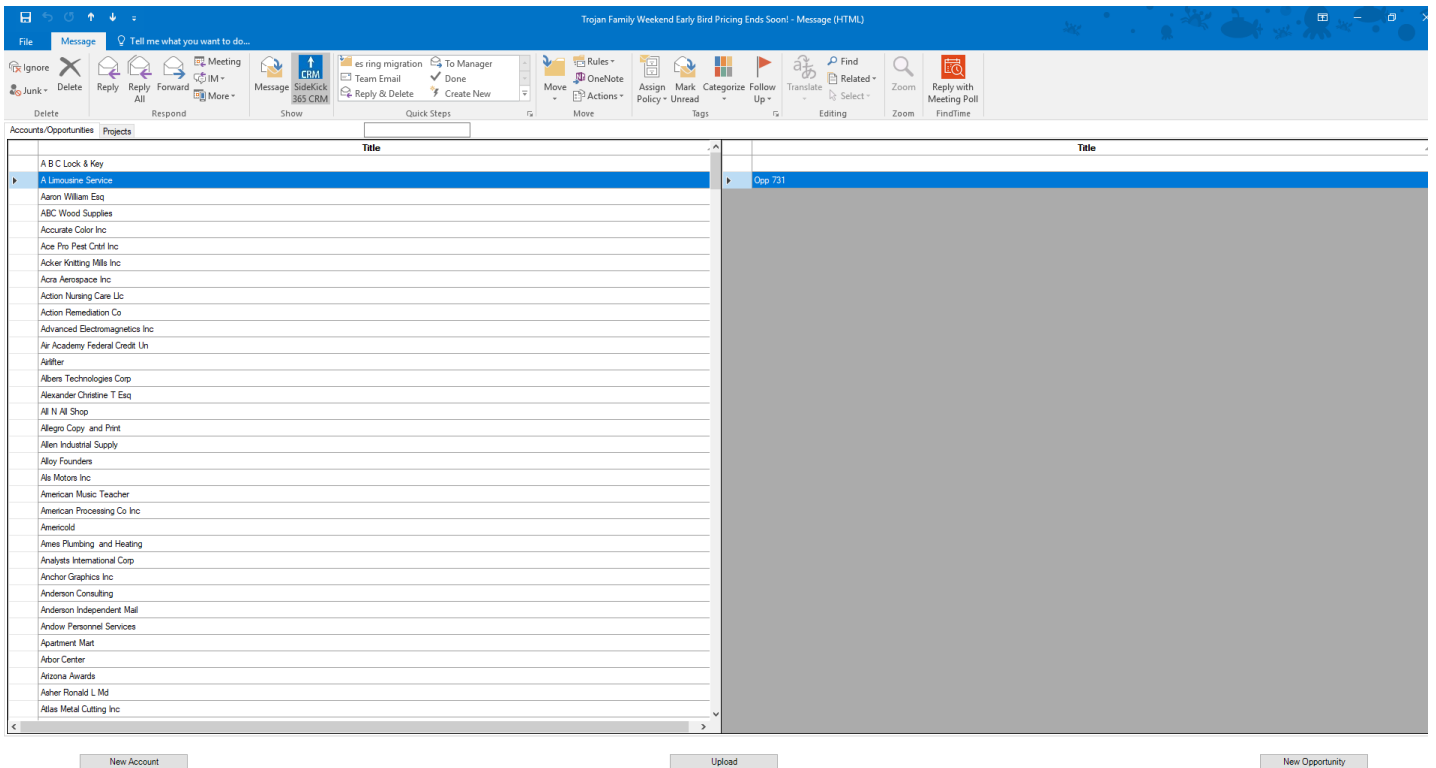 Trojan Family Weekend Early Bird Pricing Ends Soon! - Message (HTML)
File Message Tell me what you want to do...
Ignore
Junk
Delete
Delete
Reply
Reply All
Forward
Meeting
IM
More
Respond
Message
CRM
SideKick 365 CRM
Show
es ring migration
Team Email
Reply & Delete
To Manager
Done
Create New
Quick Steps
Move
Rules
OneNote
Actions
Move
Assign Policy
Mark Unread
Categorize
Follow Up
Tags
Translate
Find
Related
Select
Editing
Zoom
Zoom
Reply with Meeting Poll
FindTime
Accounts/Opportunities Projects
Title
A B C Lock & Key
A Limousine Service
Aaron William Esq
ABC Wood Supplies
Accurate Color Inc
Ace Pro Pest Cntrl Inc
Acker Knitting Mills Inc
Acra Aerospace Inc
Action Nursing Care Llc
Action Remediation Co
Advanced Electromagnetics Inc
Air Academy Federal Credit Un
Airlifter
Albers Technologies Corp
Alexander Christine T Esq
All N All Shop
Allegro Copy and Print
Allen Industrial Supply
Alloy Founders
Als Motors Inc
American Music Teacher
American Processing Co Inc
Americold
Ames Plumbing and Heating
Analysts International Corp
Anchor Graphics Inc
Anderson Consulting
Anderson Independent Mail
Andow Personnel Services
Apartment Mart
Arbor Center
Arizona Awards
Asher Ronald L Md
Atlas Metal Cutting Inc
Title
Opp 731
New Account
Upload
New Opportunity